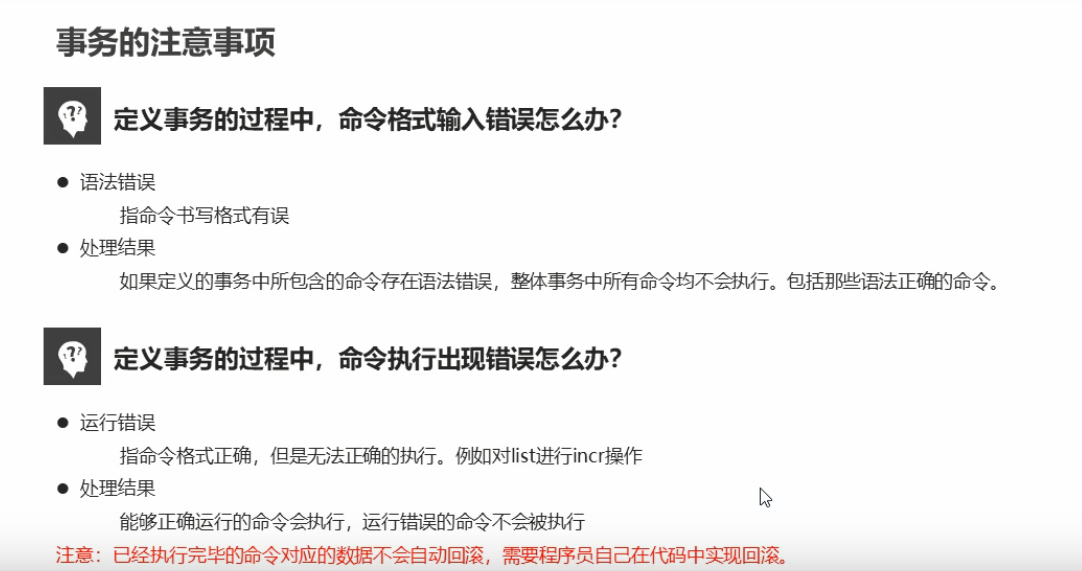 事务的注意事项
定义事务的过程中，命令格式输入错误怎么办？
● 语法错误
指命令书写格式有误
● 处理结果
如果定义的事务中所包含的命令存在语法错误，整体事务中所有命令均不会执行。包括那些语法正确的命令。
定义事务的过程中，命令执行出现错误怎么办？
● 运行错误
指命令格式正确，但是无法正确的执行。例如对list进行incr操作
● 处理结果
能够正确运行的命令会执行，运行错误的命令不会被执行
注意：已经执行完毕的命令对应的数据不会自动回滚，需要程序员自己在代码中实现回滚。